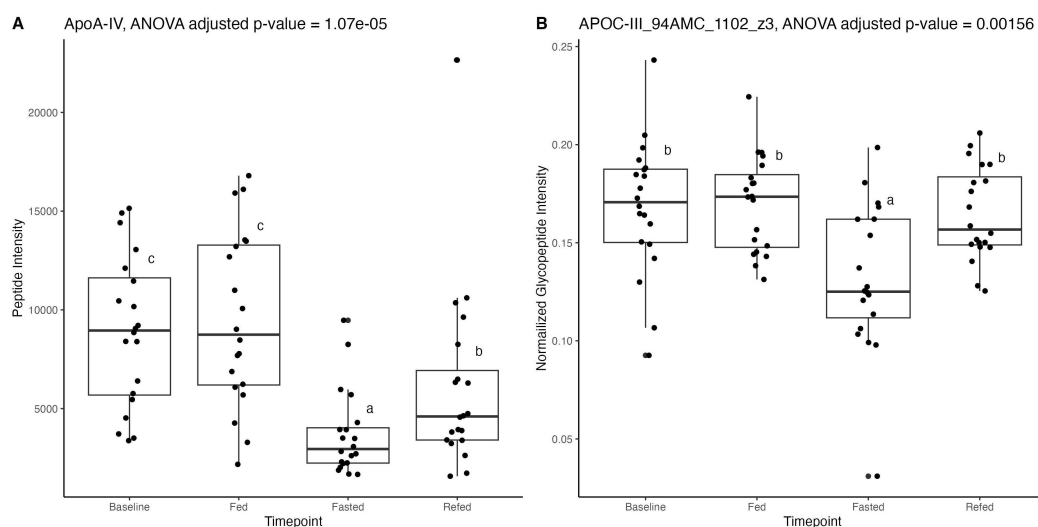 A ApoA-IV, ANOVA adjusted p-value = 1.07e-05
20000
15000
10000
5000
Peptide Intensity
c
c
a
b
Baseline Fed Fasted Refed
Timepoint
B APOC-III_94AMC_1102_z3, ANOVA adjusted p-value = 0.00156
0.25
0.20
0.15
0.10
0.05
Normailized Glycopeptide Intensity
b
b
a
b
Baseline Fed Fasted Refed
Timepoint